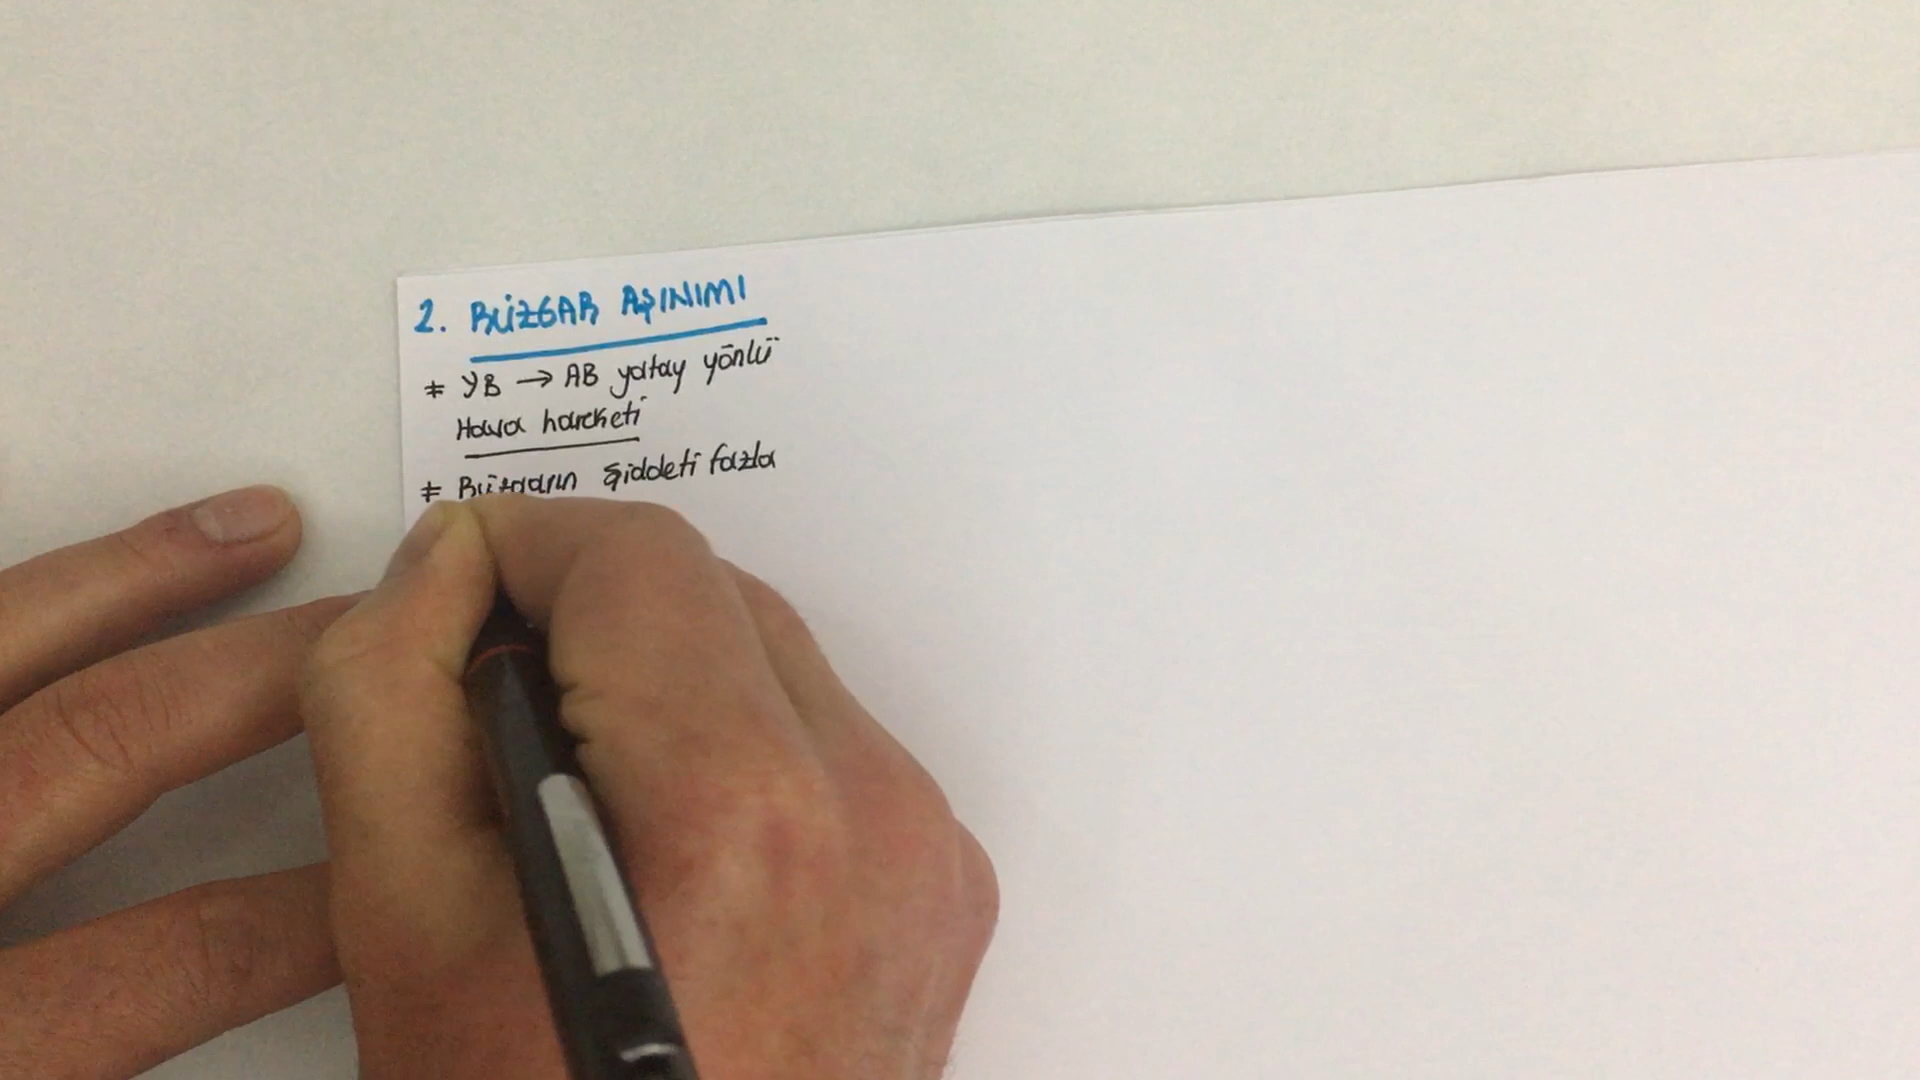 2. RÜZGAR AŞINIMI
* YB → AB yatay yönlü
Hava hareketi
* Rüzgarın şiddeti fazla